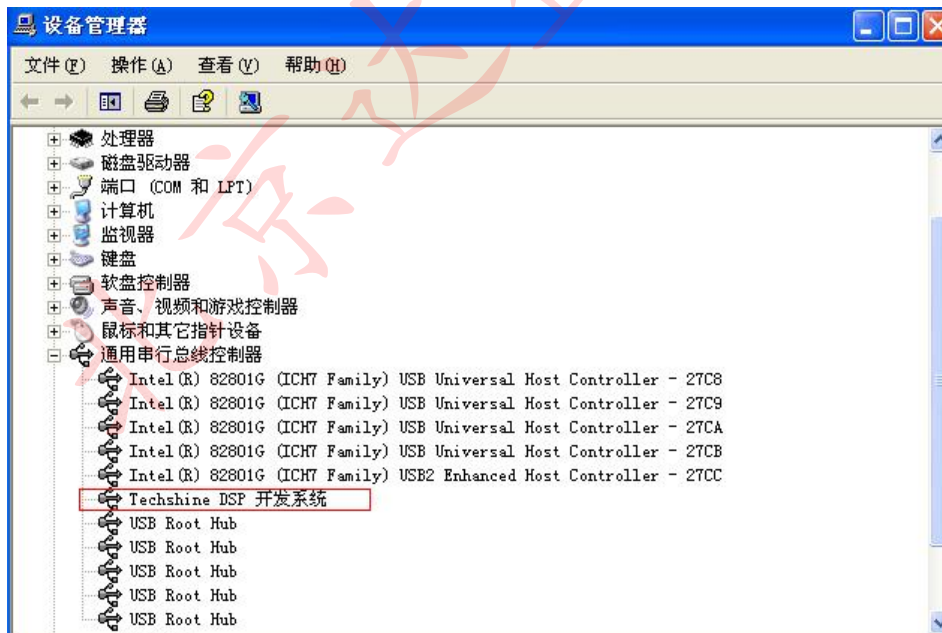 设备管理器
文件(F) 操作(A) 查看(V) 帮助(H)
处理器
磁盘驱动器
端口 (COM 和 LPT)
计算机
监视器
键盘
软盘控制器
声音、视频和游戏控制器
鼠标和其它指针设备
通用串行总线控制器
Intel(R) 82801G (ICH7 Family) USB Universal Host Controller - 27C8
Intel(R) 82801G (ICH7 Family) USB Universal Host Controller - 27C9
Intel(R) 82801G (ICH7 Family) USB Universal Host Controller - 27CA
Intel(R) 82801G (ICH7 Family) USB Universal Host Controller - 27CB
Intel(R) 82801G (ICH7 Family) USB2 Enhanced Host Controller - 27CC
Techshine DSP 开发系统
USB Root Hub
USB Root Hub
USB Root Hub
USB Root Hub
USB Root Hub
北京达